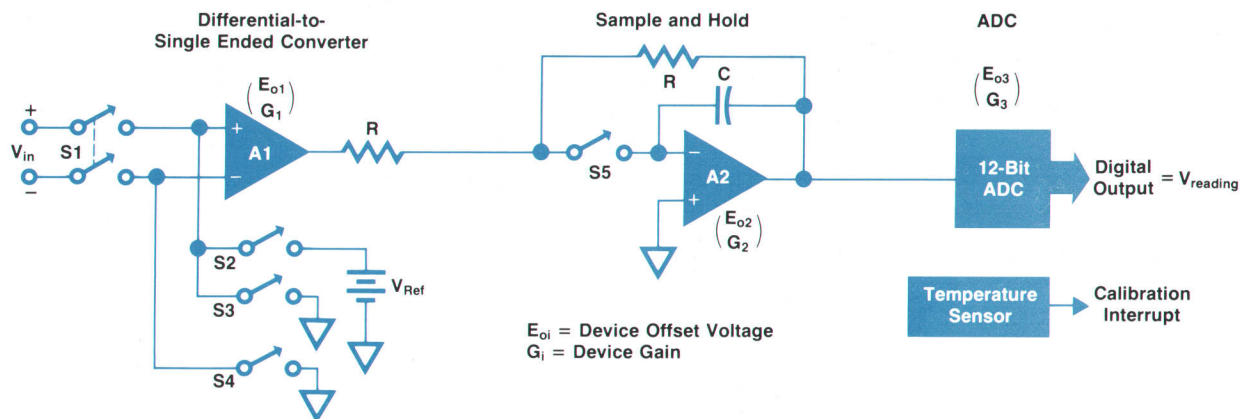 Differential-to-
Single Ended Converter
Sample and Hold
ADC
(Eo1
G1)
(Eo3
G3)
R
C
+
Vin
−
S1
+
A1
−
R
S5
−
A2
+
(Eo2
G2)
12-Bit
ADC
Digital
Output = Vreading
S2
VRef
S3
S4
Eoi = Device Offset Voltage
Gi = Device Gain
Temperature
Sensor
Calibration
Interrupt